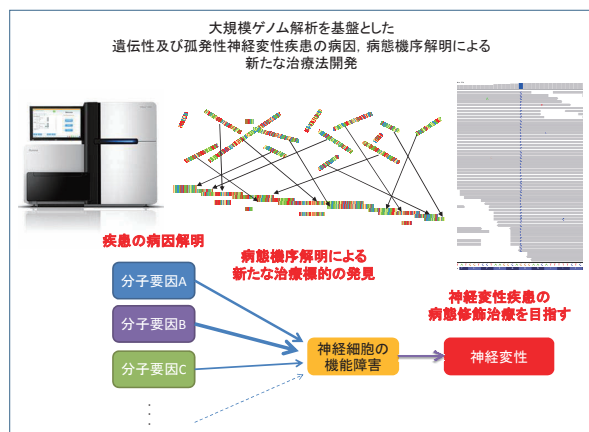 大規模ゲノム解析を基盤とした
遺伝性及び孤発性神経変性疾患の病因, 病態機序解明による
新たな治療法開発
疾患の病因解明
病態機序解明による
新たな治療標的の発見
神経変性疾患の
病態修飾治療を目指す
分子要因A
分子要因B
分子要因C
神経細胞の
機能障害
神経変性